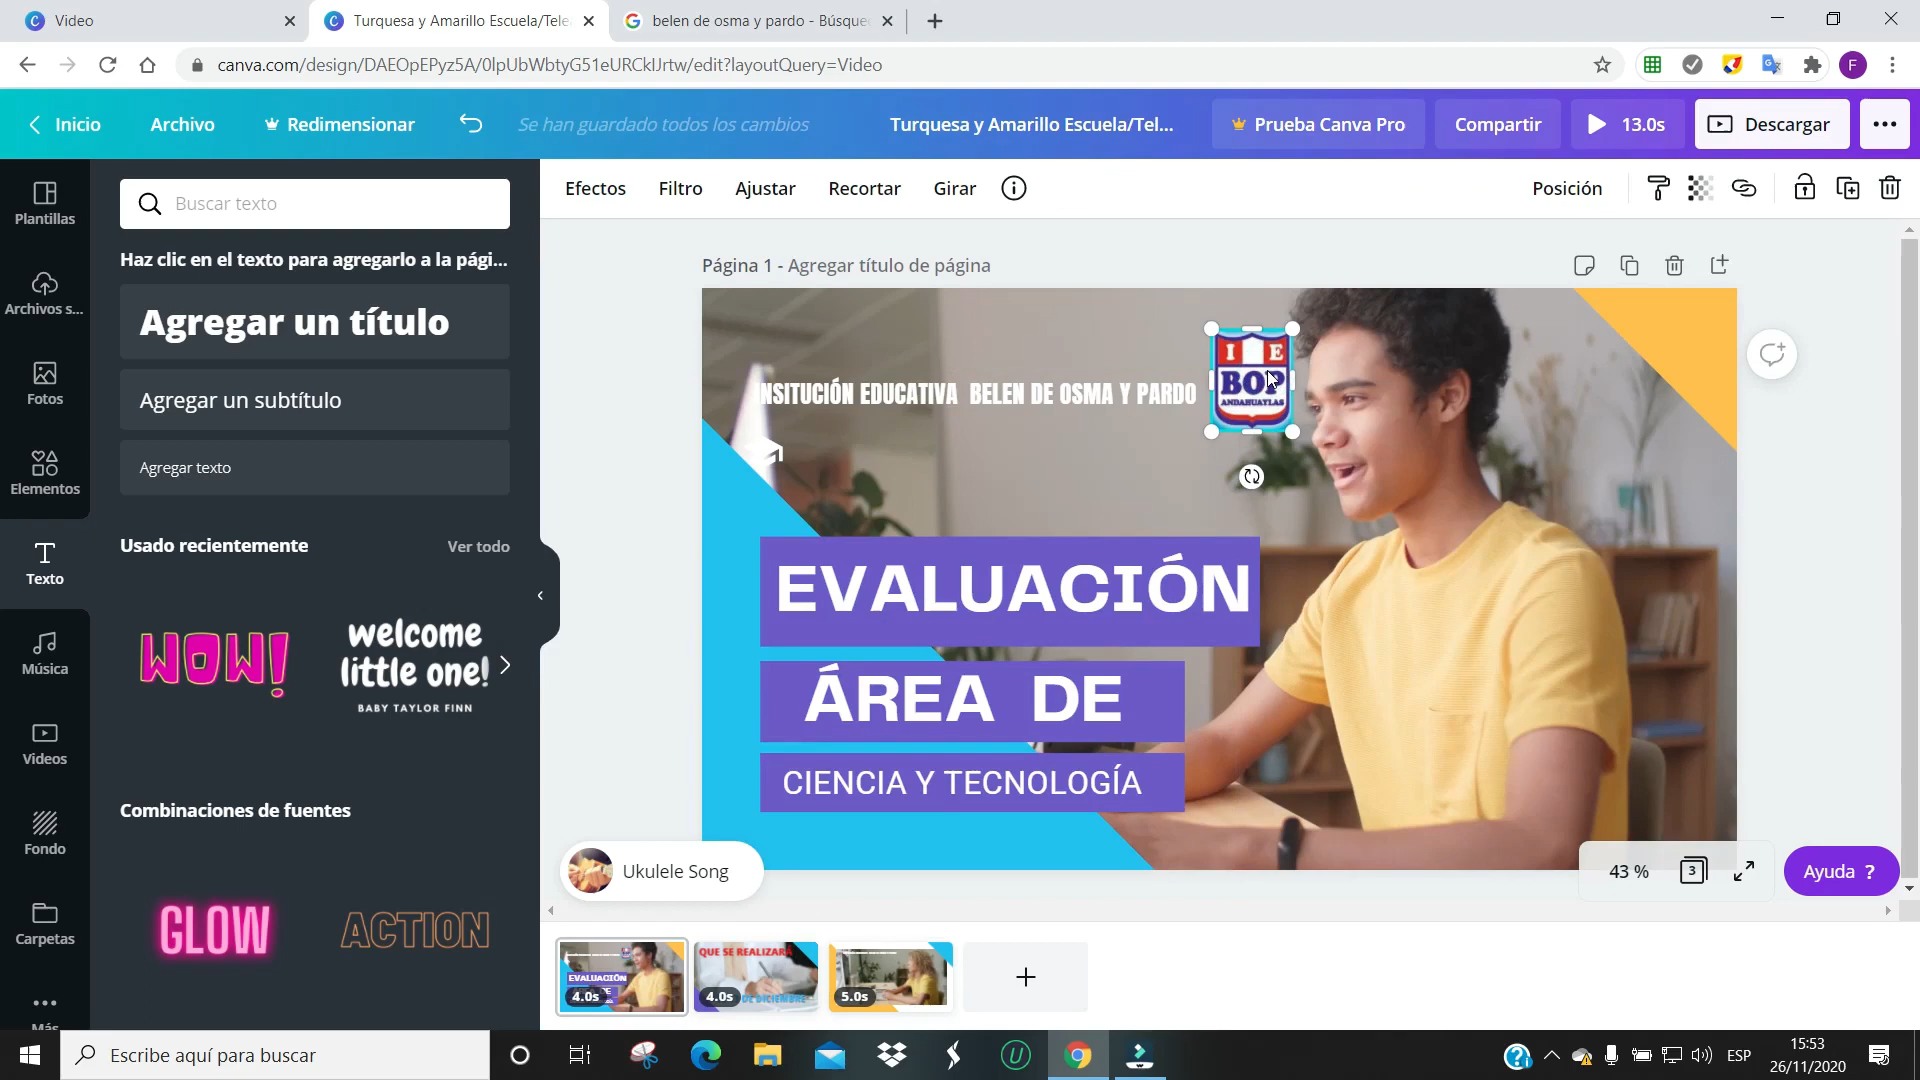 Video
Turquesa y Amarillo Escuela/Tele
belen de osma y pardo - Búsque
canva.com/design/DAEOpEPyz5A/0lpUbWbtyG51eURCkIJrtw/edit?layoutQuery=Video
F
Inicio
Archivo
Redimensionar
Se han guardado todos los cambios
Turquesa y Amarillo Escuela/Tel...
Prueba Canva Pro
Compartir
13.0s
Descargar
Plantillas
Archivos s...
Fotos
Elementos
Texto
Música
Videos
Fondo
Carpetas
Más
Buscar texto
Haz clic en el texto para agregarlo a la pági...
Agregar un título
Agregar un subtítulo
Agregar texto
Usado recientemente
Ver todo
WOW!
welcome
little one!
BABY TAYLOR FINN
Combinaciones de fuentes
GLOW
ACTION
Efectos
Filtro
Ajustar
Recortar
Girar
Posición
Página 1 - Agregar título de página
NSITUCIÓN EDUCATIVA BELEN DE OSMA Y PARDO
I E
BOP
ANDAHUAYLAS
EVALUACIÓN
ÁREA DE
CIENCIA Y TECNOLOGÍA
Ukulele Song
43 %
3
Ayuda ?
EVALUACIÓN
4.0s
QUE SE REALIZARÁ
4.0s
DE DICIEMBRE
5.0s
Escribe aquí para buscar
ESP
15:53
26/11/2020